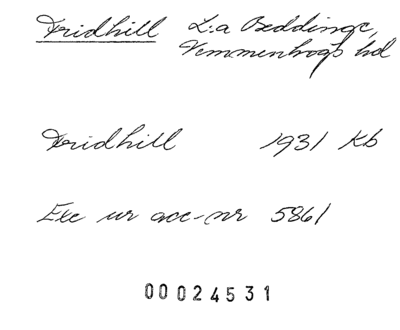 Fridhill L:a Beddinge,
Vemmenhögs hd
Fridhill 1931 Kb
Exc ur acc-nr 5861
00024531